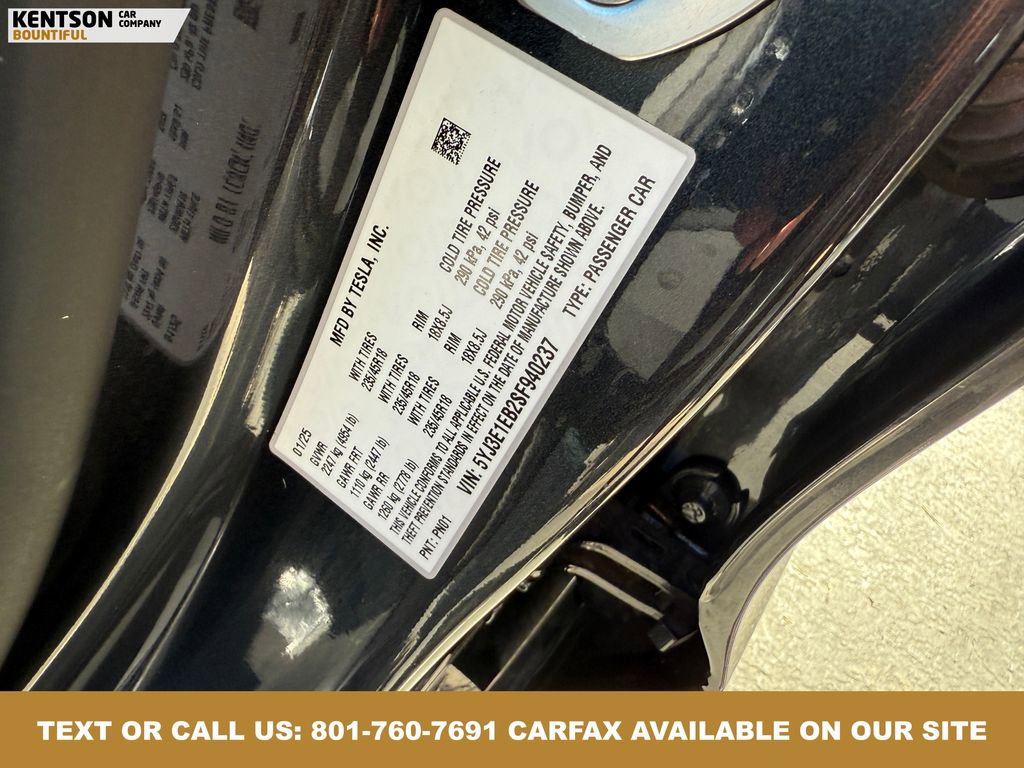 KENTSON CAR COMPANY
BOUNTIFUL
MFD BY TESLA, INC.
01/25
GVWR
2247 kg (4954 lb)
WITH TIRES
235/45R18
RIM
18X8.5J
COLD TIRE PRESSURE
290 kPa, 42 psi
GAWR FRT
1110 kg (2447 lb)
WITH TIRES
235/45R18
RIM
18X8.5J
COLD TIRE PRESSURE
290 kPa, 42 psi
GAWR RR
1260 kg (2778 lb)
WITH TIRES
235/45R18
THIS VEHICLE CONFORMS TO ALL APPLICABLE U.S. FEDERAL MOTOR VEHICLE SAFETY, BUMPER, AND
THEFT PREVENTION STANDARDS IN EFFECT ON THE DATE OF MANUFACTURE SHOWN ABOVE.
VIN: 5YJ3E1EB2SF940237
TYPE: PASSENGER CAR
PNT: PN01
TEXT OR CALL US: 801-760-7691 CARFAX AVAILABLE ON OUR SITE